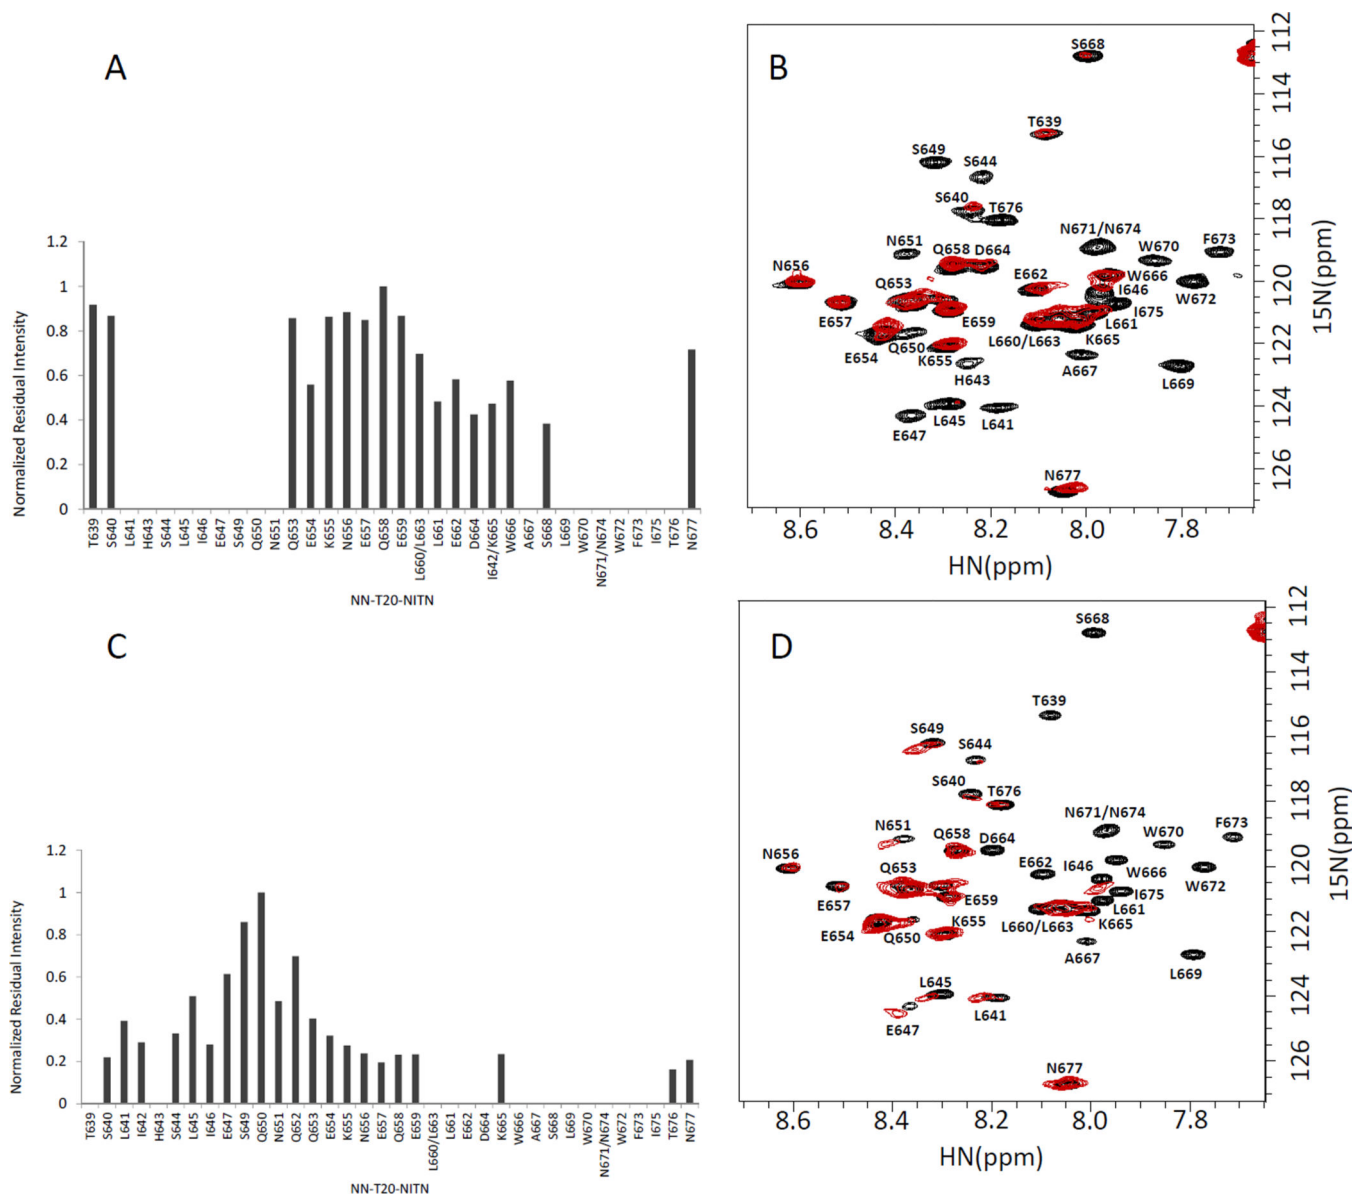 A
Normalized Residual Intensity
1.2
1
0.8
0.6
0.4
0.2
0
T639
S640
L641
H643
S644
L645
I646
E647
S649
Q650
N651
Q653
E654
K655
N656
E657
Q658
E659
L660/L663
L661
E662
D664
I642/K665
W666
A667
S668
L669
W670
N671/N674
W672
F673
I675
T676
N677
NN-T20-NITN
B
S668
T639
S649
S644
S640
T676
N671/N674
N651
W670
F673
Q658
D664
N656
E662
W666
Q653
I646
W672
I675
E657
E659
L661
L660/L663
K665
E654
Q650
K655
A667
H643
L669
L645
L641
E647
N677
112
114
116
118
120
122
124
126
15N(ppm)
8.6
8.4
8.2
8.0
7.8
HN(ppm)
C
Normalized Residual Intensity
1.2
1
0.8
0.6
0.4
0.2
0
T639
S640
L641
I642
H643
S644
L645
I646
E647
S649
Q650
N651
Q652
Q653
E654
K655
N656
E657
Q658
E659
L660/L663
L661
E662
D664
K665
W666
A667
S668
L669
W670
N671/N674
W672
F673
I675
T676
N677
NN-T20-NITN
D
S668
T639
S649
S644
S640
T676
N671/N674
N651
W670
F673
Q658
D664
N656
E662
I646
W666
Q653
W672
I675
E657
E659
L661
L660/L663
K665
E654
Q650
K655
A667
L669
L645
L641
E647
N677
112
114
116
118
120
122
124
126
15N(ppm)
8.6
8.4
8.2
8.0
7.8
HN(ppm)